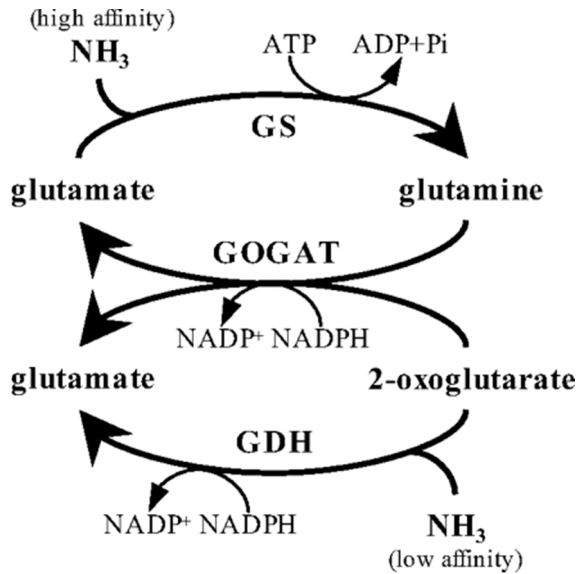 (high affinity)
NH₃
ATP ADP+Pi
GS
glutamate glutamine
GOGAT
NADP⁺ NADPH
glutamate 2-oxoglutarate
GDH
NADP⁺ NADPH
NH₃
(low affinity)